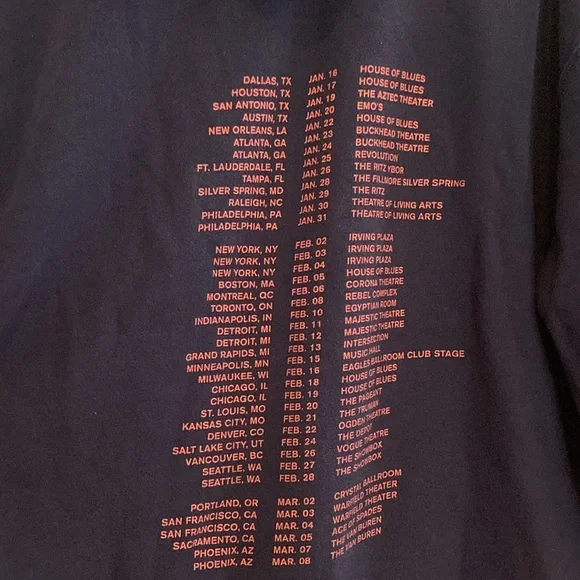 DALLAS, TX JAN. 16 HOUSE OF BLUES
HOUSTON, TX JAN. 17 HOUSE OF BLUES
SAN ANTONIO, TX JAN. 19 THE AZTEC THEATER
AUSTIN, TX JAN. 20 EMO'S
NEW ORLEANS, LA JAN. 22 HOUSE OF BLUES
ATLANTA, GA JAN. 23 BUCKHEAD THEATRE
ATLANTA, GA JAN. 24 BUCKHEAD THEATRE
FT. LAUDERDALE, FL JAN. 25 REVOLUTION
TAMPA, FL JAN. 26 THE RITZ YBOR
SILVER SPRING, MD JAN. 28 THE FILLMORE SILVER SPRING
RALEIGH, NC JAN. 29 THE RITZ
PHILADELPHIA, PA JAN. 30 THEATRE OF LIVING ARTS
PHILADELPHIA, PA JAN. 31 THEATRE OF LIVING ARTS
NEW YORK, NY FEB. 02 IRVING PLAZA
NEW YORK, NY FEB. 03 IRVING PLAZA
NEW YORK, NY FEB. 04 IRVING PLAZA
BOSTON, MA FEB. 05 HOUSE OF BLUES
MONTREAL, QC FEB. 06 CORONA THEATRE
TORONTO, ON FEB. 08 REBEL COMPLEX
INDIANAPOLIS, IN FEB. 10 EGYPTIAN ROOM
DETROIT, MI FEB. 11 MAJESTIC THEATRE
DETROIT, MI FEB. 12 MAJESTIC THEATRE
GRAND RAPIDS, MI FEB. 13 INTERSECTION
MINNEAPOLIS, MN FEB. 15 MUSIC HALL
MILWAUKEE, WI FEB. 16 EAGLES BALLROOM CLUB STAGE
CHICAGO, IL FEB. 18 HOUSE OF BLUES
CHICAGO, IL FEB. 19 HOUSE OF BLUES
ST. LOUIS, MO FEB. 20 THE PAGEANT
KANSAS CITY, MO FEB. 21 THE TRUMAN
DENVER, CO FEB. 22 OGDEN THEATRE
SALT LAKE CITY, UT FEB. 24 THE DEPOT
VANCOUVER, BC FEB. 26 VOGUE THEATRE
SEATTLE, WA FEB. 27 THE SHOWBOX
SEATTLE, WA FEB. 28 THE SHOWBOX
PORTLAND, OR MAR. 02 CRYSTAL BALLROOM
SAN FRANCISCO, CA MAR. 03 WARFIELD THEATER
SAN FRANCISCO, CA MAR. 04 WARFIELD THEATER
SACRAMENTO, CA MAR. 05 ACE OF SPADES
PHOENIX, AZ MAR. 07 THE VAN BUREN
PHOENIX, AZ MAR. 08 THE VAN BUREN